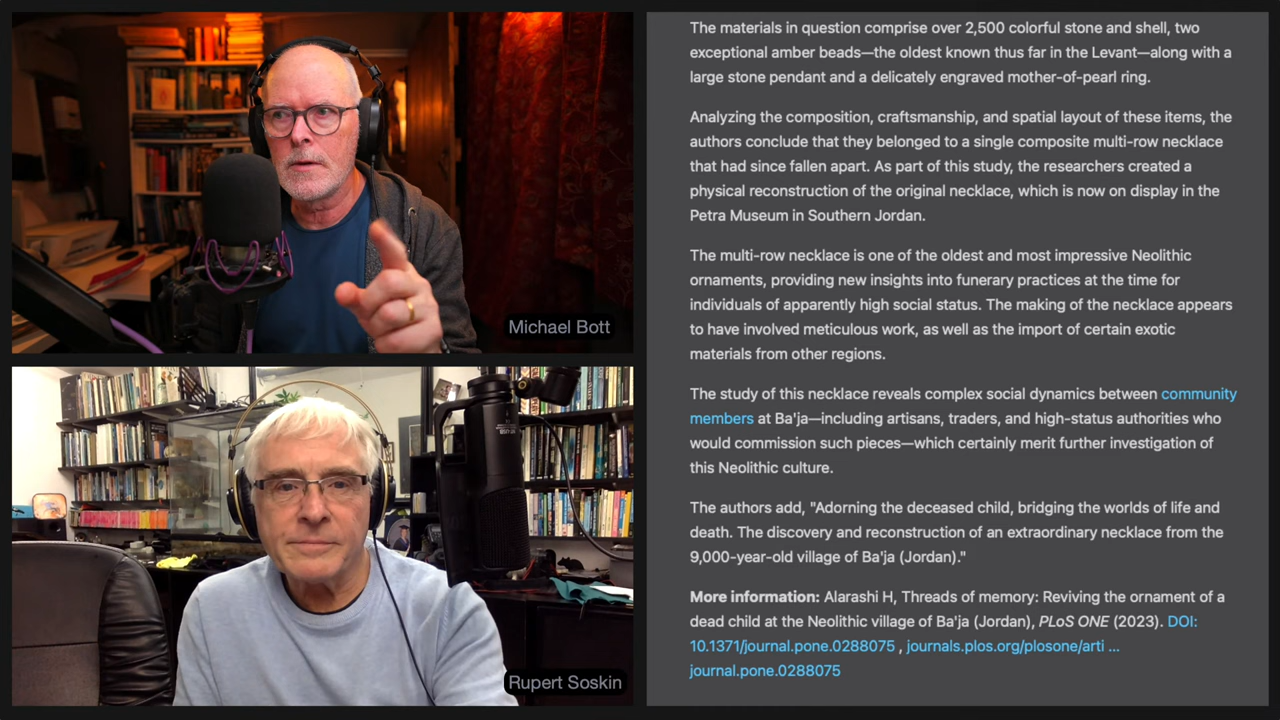 Michael Bott
Rupert Soskin
The materials in question comprise over 2,500 colorful stone and shell, two
exceptional amber beads—the oldest known thus far in the Levant—along with a
large stone pendant and a delicately engraved mother-of-pearl ring.
Analyzing the composition, craftsmanship, and spatial layout of these items, the
authors conclude that they belonged to a single composite multi-row necklace
that had since fallen apart. As part of this study, the researchers created a
physical reconstruction of the original necklace, which is now on display in the
Petra Museum in Southern Jordan.
The multi-row necklace is one of the oldest and most impressive Neolithic
ornaments, providing new insights into funerary practices at the time for
individuals of apparently high social status. The making of the necklace appears
to have involved meticulous work, as well as the import of certain exotic
materials from other regions.
The study of this necklace reveals complex social dynamics between community
members at Ba'ja—including artisans, traders, and high-status authorities who
would commission such pieces—which certainly merit further investigation of
this Neolithic culture.
The authors add, "Adorning the deceased child, bridging the worlds of life and
death. The discovery and reconstruction of an extraordinary necklace from the
9,000-year-old village of Ba'ja (Jordan)."
More information: Alarashi H, Threads of memory: Reviving the ornament of a
dead child at the Neolithic village of Ba'ja (Jordan), PLoS ONE (2023). DOI:
10.1371/journal.pone.0288075 , journals.plos.org/plosone/arti ...
journal.pone.0288075